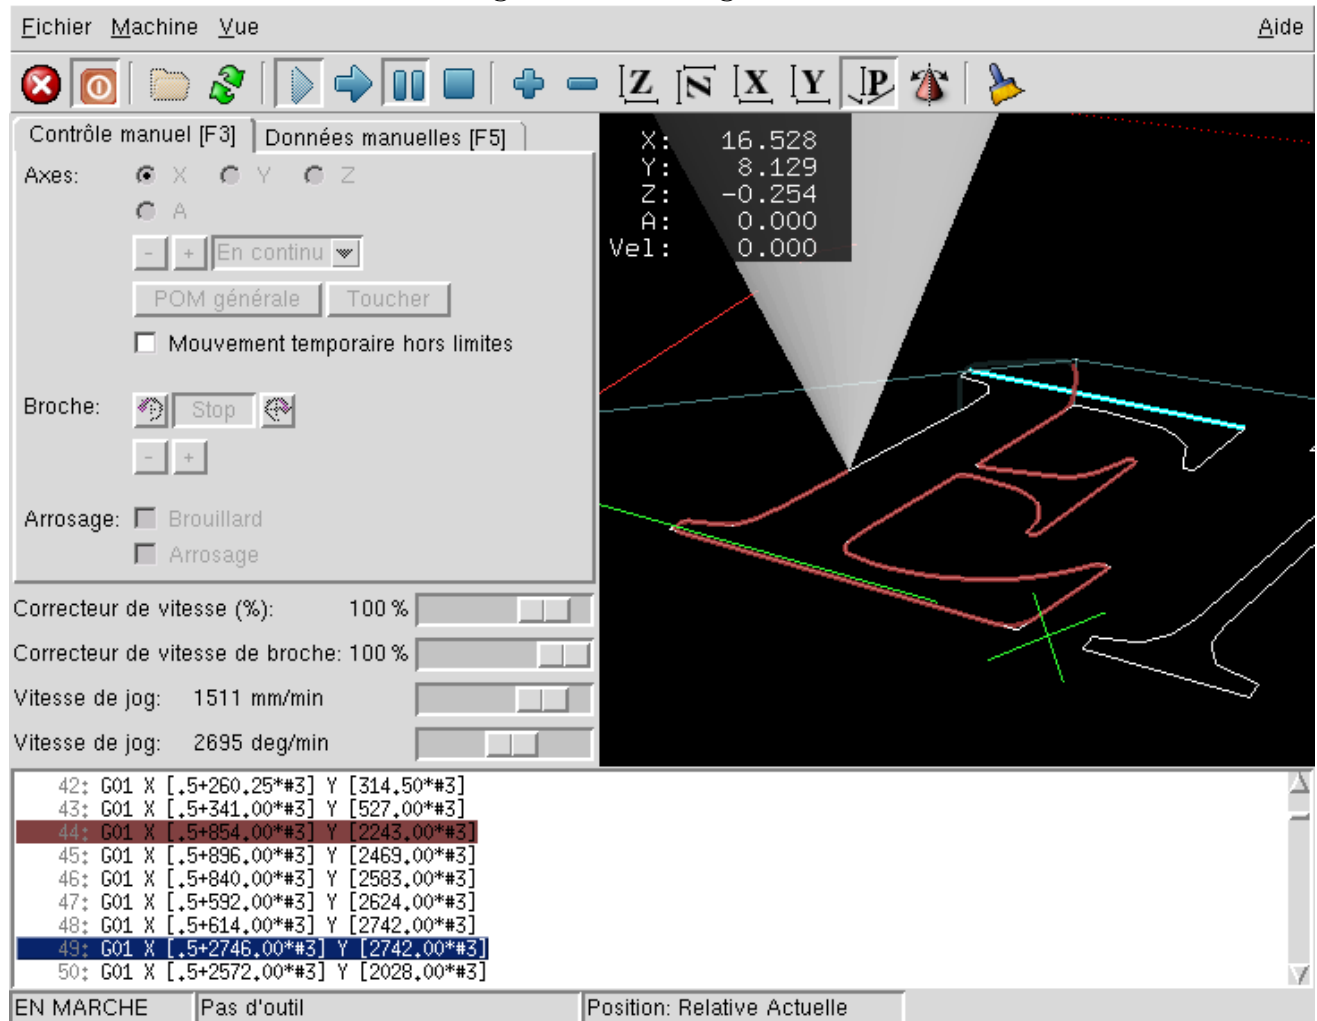 Fichier Machine Vue Aide
Z N X Y P
Contrôle manuel [F3] Données manuelles [F5]
Axes: X Y Z
A
- + En continu
POM générale Toucher
Mouvement temporaire hors limites
Broche: Stop
- +
Arrosage: Brouillard
Arrosage
Correcteur de vitesse (%): 100 %
Correcteur de vitesse de broche: 100 %
Vitesse de jog: 1511 mm/min
Vitesse de jog: 2695 deg/min
X: 16.528
Y: 8.129
Z: -0.254
A: 0.000
Vel: 0.000
42: G01 X [.5+260.25*#3] Y [314.50*#3]
43: G01 X [.5+341.00*#3] Y [527.00*#3]
44: G01 X [.5+854.00*#3] Y [2243.00*#3]
45: G01 X [.5+896.00*#3] Y [2469.00*#3]
46: G01 X [.5+840.00*#3] Y [2583.00*#3]
47: G01 X [.5+592.00*#3] Y [2624.00*#3]
48: G01 X [.5+614.00*#3] Y [2742.00*#3]
49: G01 X [.5+2746.00*#3] Y [2742.00*#3]
50: G01 X [.5+2572.00*#3] Y [2028.00*#3]
EN MARCHE Pas d'outil Position: Relative Actuelle